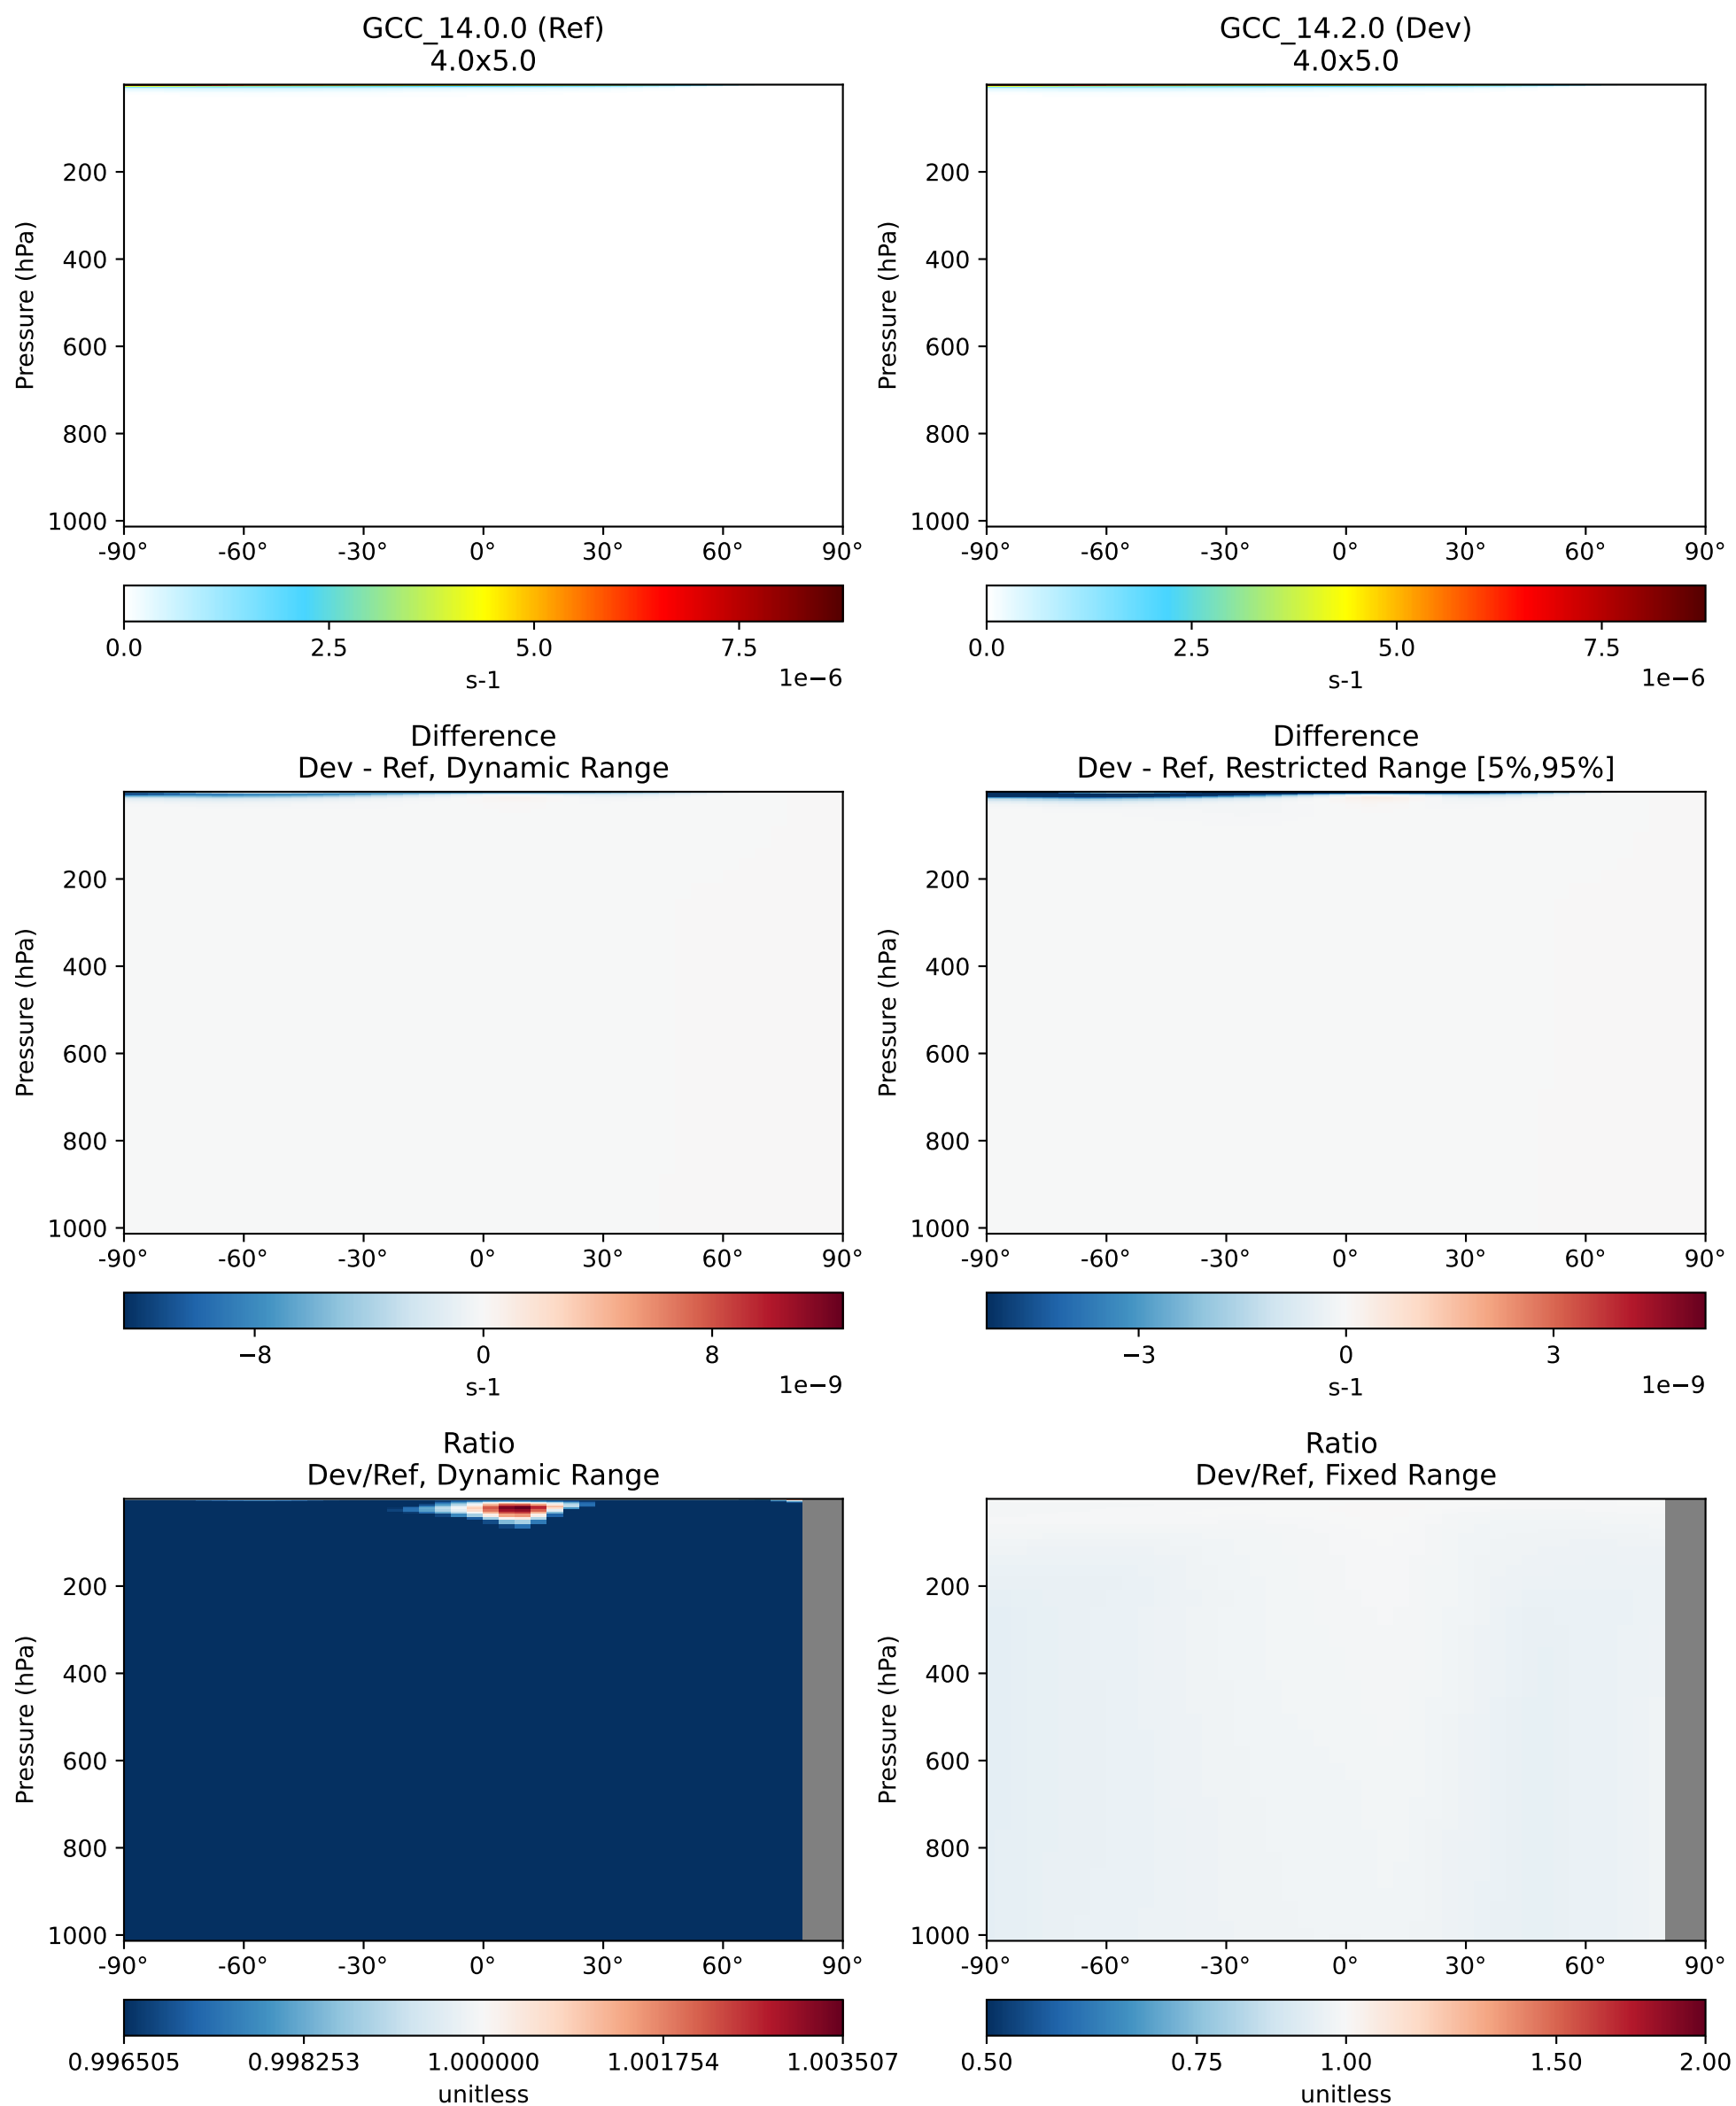 GCC_14.0.0 (Ref)
4.0x5.0
Pressure (hPa)
200
400
600
800
1000
-90° -60° -30° 0° 30° 60° 90°
0.0 2.5 5.0 7.5
s-1
1e−6
GCC_14.2.0 (Dev)
4.0x5.0
Pressure (hPa)
200
400
600
800
1000
-90° -60° -30° 0° 30° 60° 90°
0.0 2.5 5.0 7.5
s-1
1e−6
Difference
Dev - Ref, Dynamic Range
Pressure (hPa)
200
400
600
800
1000
-90° -60° -30° 0° 30° 60° 90°
−8 0 8
s-1
1e−9
Difference
Dev - Ref, Restricted Range [5%,95%]
Pressure (hPa)
200
400
600
800
1000
-90° -60° -30° 0° 30° 60° 90°
−3 0 3
s-1
1e−9
Ratio
Dev/Ref, Dynamic Range
Pressure (hPa)
200
400
600
800
1000
-90° -60° -30° 0° 30° 60° 90°
0.996505 0.998253 1.000000 1.001754 1.003507
unitless
Ratio
Dev/Ref, Fixed Range
Pressure (hPa)
200
400
600
800
1000
-90° -60° -30° 0° 30° 60° 90°
0.50 0.75 1.00 1.50 2.00
unitless